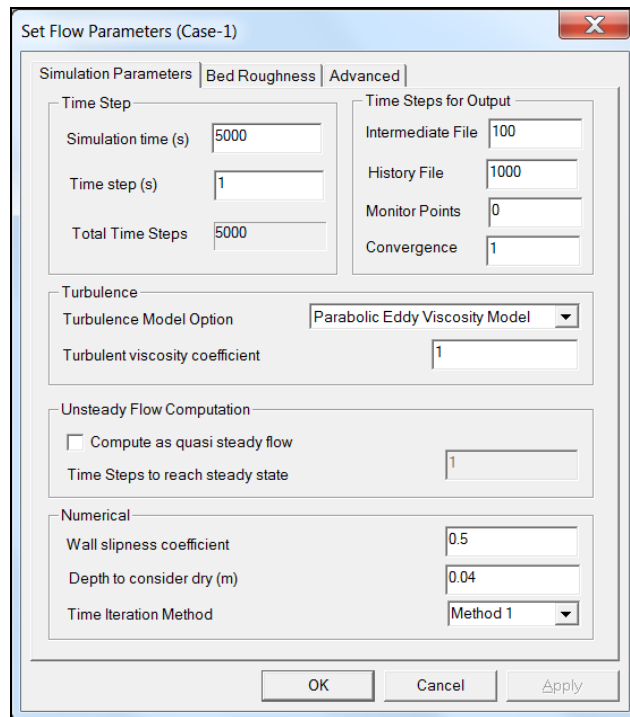 Set Flow Parameters (Case-1)
Simulation Parameters Bed Roughness Advanced
Time Step
Simulation time (s) 5000
Time step (s) 1
Total Time Steps 5000
Time Steps for Output
Intermediate File 100
History File 1000
Monitor Points 0
Convergence 1
Turbulence
Turbulence Model Option Parabolic Eddy Viscosity Model
Turbulent viscosity coefficient 1
Unsteady Flow Computation
Compute as quasi steady flow
Time Steps to reach steady state 1
Numerical
Wall slipness coefficient 0.5
Depth to consider dry (m) 0.04
Time Iteration Method Method 1
OK Cancel Apply